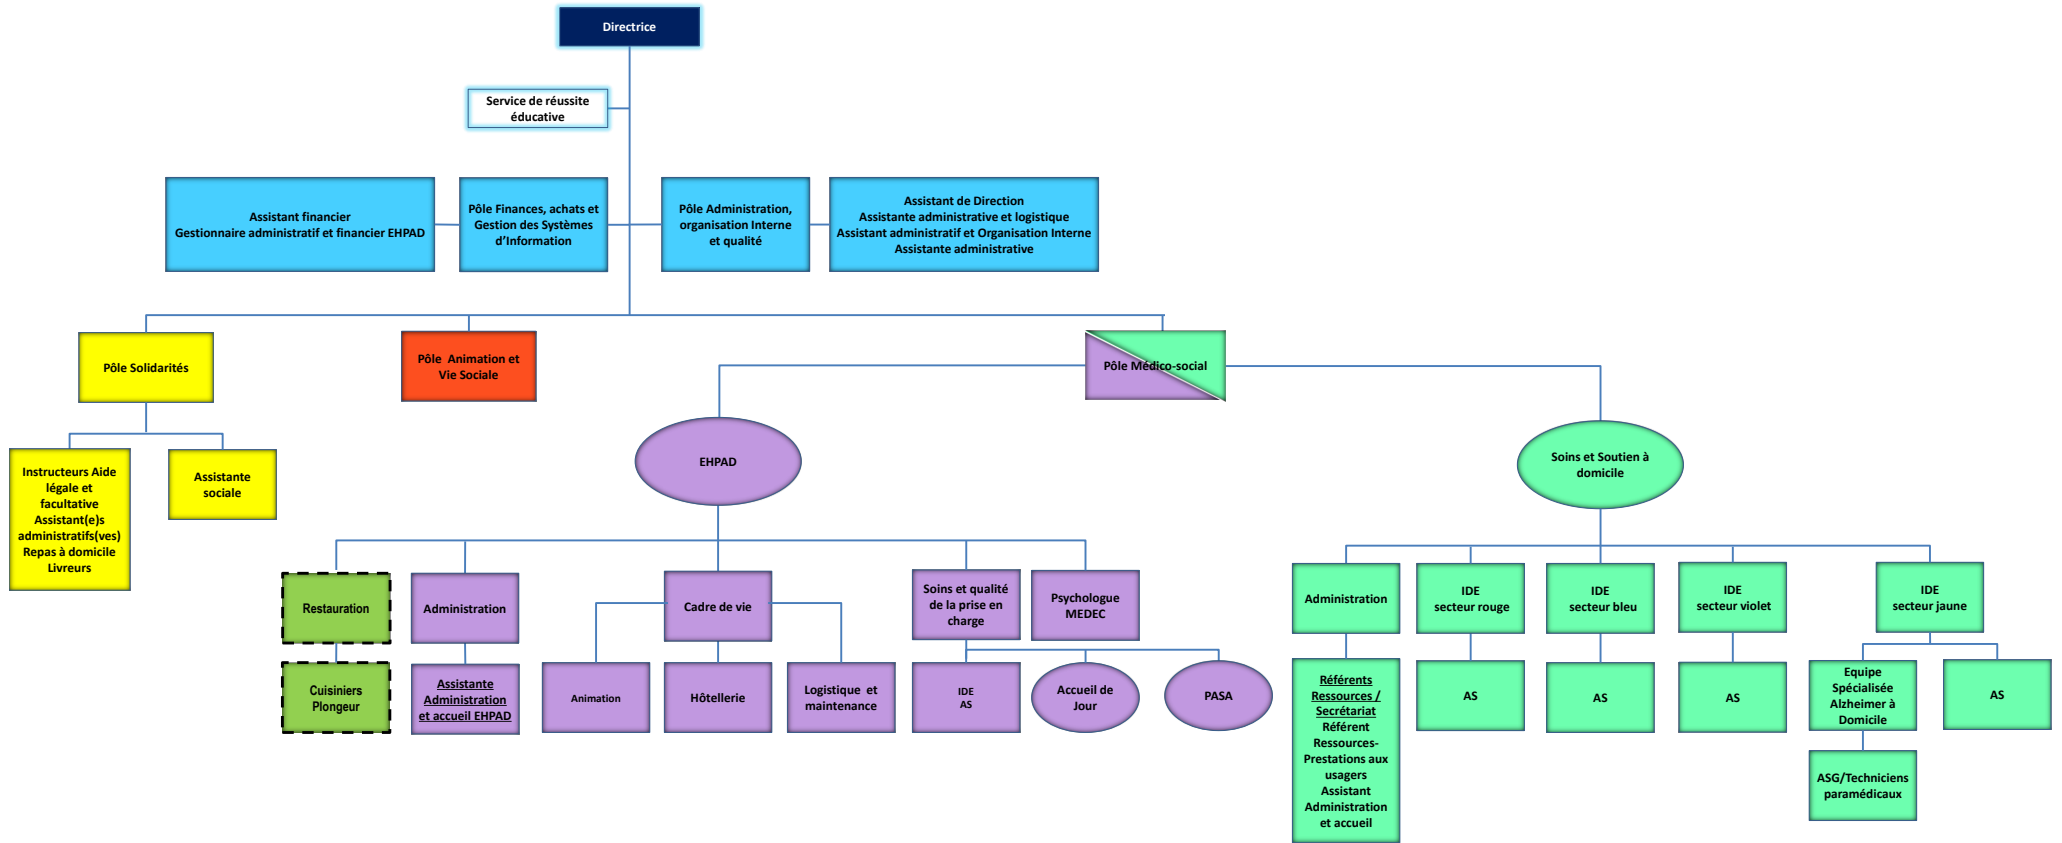 Directrice
Service de réussite
éducative
Assistant financier
Gestionnaire administratif et financier EHPAD
Pôle Finances, achats et
Gestion des Systèmes
d'Information
Pôle Administration,
organisation Interne
et qualité
Assistant de Direction
Assistante administrative et logistique
Assistant administratif et Organisation Interne
Assistante administrative
Pôle Solidarités
Pôle Animation et
Vie Sociale
Pôle Médico-social
Instructeurs Aide
légale et
facultative
Assistant(e)s
administratifs(ves)
Repas à domicile
Livreurs
Assistante
sociale
EHPAD
Soins et Soutien à
domicile
Restauration
Administration
Cadre de vie
Soins et qualité
de la prise en
charge
Psychologue
MEDEC
Administration
IDE
secteur rouge
IDE
secteur bleu
IDE
secteur violet
IDE
secteur jaune
Cuisiniers
Plongeur
Assistante
Administration
et accueil EHPAD
Animation
Hôtellerie
Logistique et
maintenance
IDE
AS
Accueil de
Jour
PASA
Référents
Ressources /
Secrétariat
Référent
Ressources-
Prestations aux
usagers
Assistant
Administration
et accueil
AS
AS
AS
Equipe
Spécialisée
Alzheimer à
Domicile
AS
ASG/Techniciens
paramédicaux